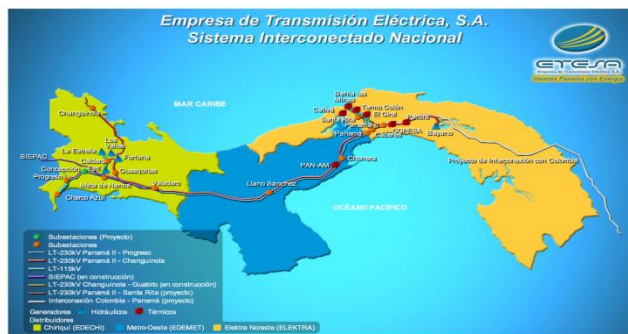 Empresa de Transmisión Eléctrica, S.A.
Sistema Interconectado Nacional
ETESA
Empresa de Transmisión Eléctrica S.A.
Unimos Panamá con Energía
MAR CARIBE
Bahía las
Minas
Termo Colón
Cativá
El Giral
Santa Rita
Panamá II
Pacora
Panamá
Cáceres
Bayano
Changuinola
La Estrella
Los
Valles
Fortuna
SIEPAC
Caldera
Concepción
Guasquitas
Progreso
Mata de Nance
Veladero
Charco Azul
Llano Sánchez
PAN-AM
Chorrera
Proyecto de Interconexión con Colombia
OCÉANO PACÍFICO
Subestaciones (Proyecto)
Subestaciones
LT-230kV Panamá II - Progreso
LT-230kV Panamá II - Changuinola
LT-115kV
SIEPAC (en construcción)
LT-230kV Changuinola - Guabito (en construcción)
LT-230kV Panamá II - Santa Rita (proyecto)
Interconexión Colombia - Panamá (proyecto)
Generadores Hidráulicos Térmicos
Distribuidores
Chiriquí (EDECHI) Metro-Oeste (EDEMET) Elektra Noreste (ELEKTRA)